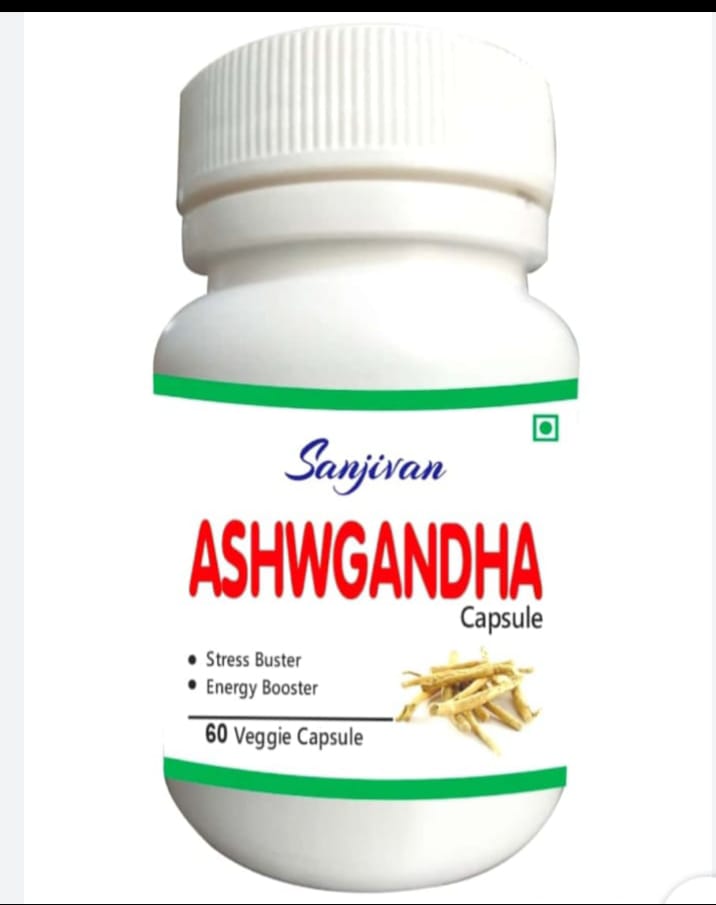 Sanjivan
ASHWGANDHA
Capsule
• Stress Buster
• Energy Booster
60 Veggie Capsule